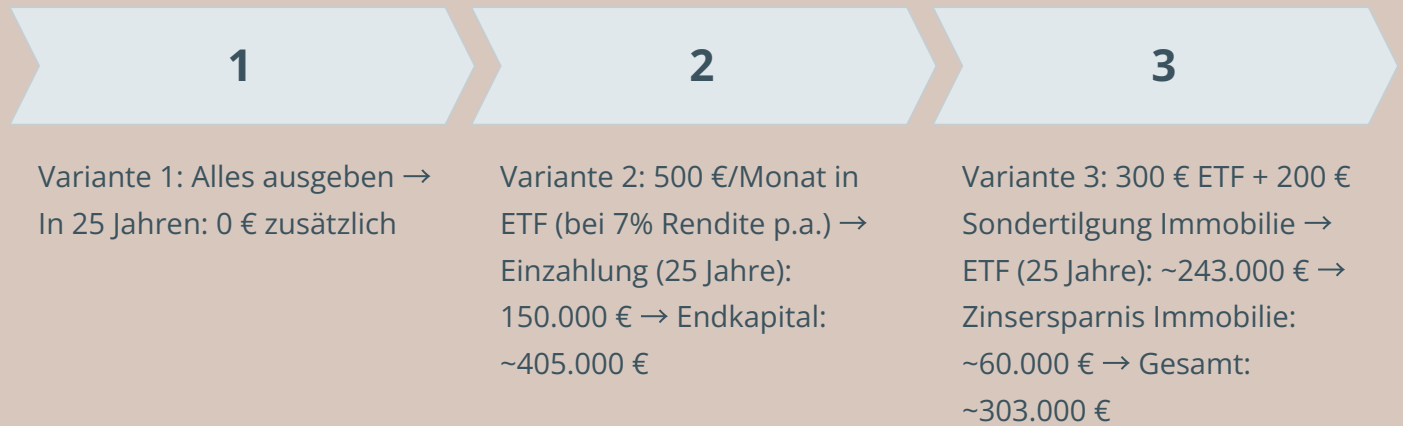 1
2
3
Variante 1: Alles ausgeben →
In 25 Jahren: 0 € zusätzlich
Variante 2: 500 €/Monat in
ETF (bei 7% Rendite p.a.) →
Einzahlung (25 Jahre):
150.000 € → Endkapital:
~405.000 €
Variante 3: 300 € ETF + 200 €
Sondertilgung Immobilie →
ETF (25 Jahre): ~243.000 € →
Zinsersparnis Immobilie:
~60.000 € → Gesamt:
~303.000 €